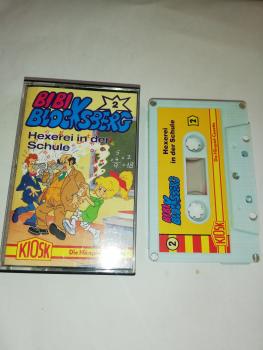 BIBI
BLOCKSBERG
2
Hexerei in der
Schule
KIOSK
Die Hörspiel
Hexerei
in der Schule
2
BIBI
BLOCKSBERG
2
KIOSK